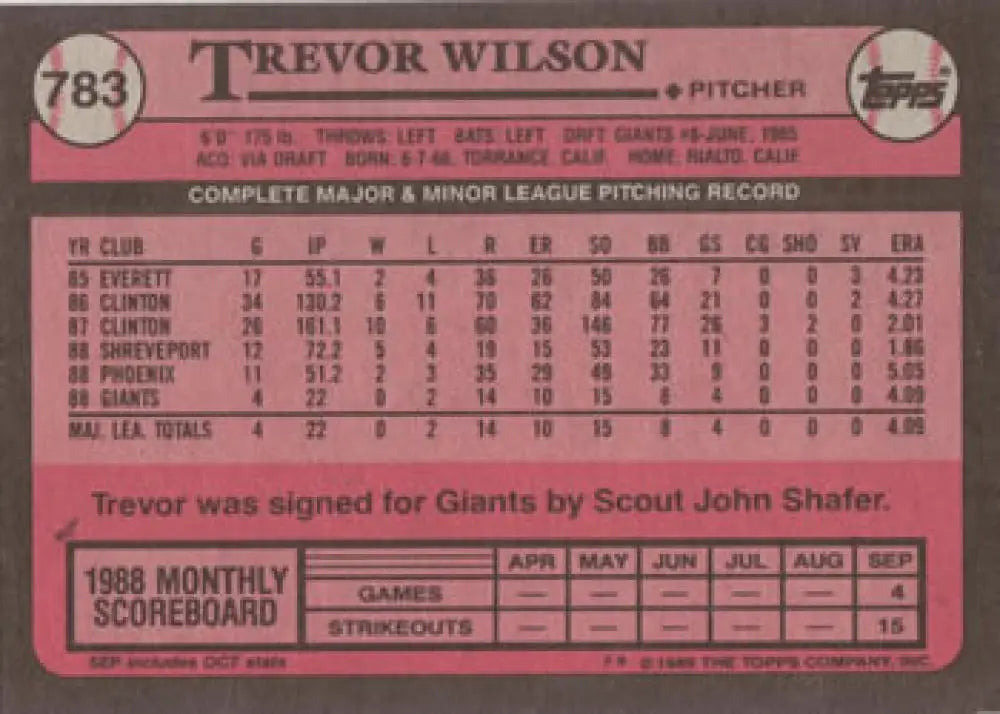 783
TREVOR WILSON
PITCHER
TOPPS®
6'0" 175 lb. THROWS: LEFT BATS: LEFT DRFT: GIANTS #8-JUNE, 1985
ACQ: VIA DRAFT BORN: 6-7-66, TORRANCE, CALIF. HOME: RIALTO, CALIF.
COMPLETE MAJOR & MINOR LEAGUE PITCHING RECORD
YR CLUB G IP W L R ER SO BB GS CG SHO SV ERA
85 EVERETT 17 55.1 2 4 36 26 50 26 7 0 0 3 4.23
86 CLINTON 34 130.2 6 11 70 62 84 64 21 0 0 2 4.27
87 CLINTON 26 161.1 10 6 60 36 146 77 26 3 2 0 2.01
88 SHREVEPORT 12 72.2 5 4 19 15 53 23 11 0 0 0 1.86
88 PHOENIX 11 51.2 2 3 35 29 49 33 9 0 0 0 5.05
88 GIANTS 4 22 0 2 14 10 15 8 4 0 0 0 4.09
MAJ. LEA. TOTALS 4 22 0 2 14 10 15 8 4 0 0 0 4.09
Trevor was signed for Giants by Scout John Shafer.
1988 MONTHLY SCOREBOARD
APR MAY JUN JUL AUG SEP
GAMES — — — — — 4
STRIKEOUTS — — — — — 15
SEP includes OCT stats
© 1989 THE TOPPS COMPANY, INC.